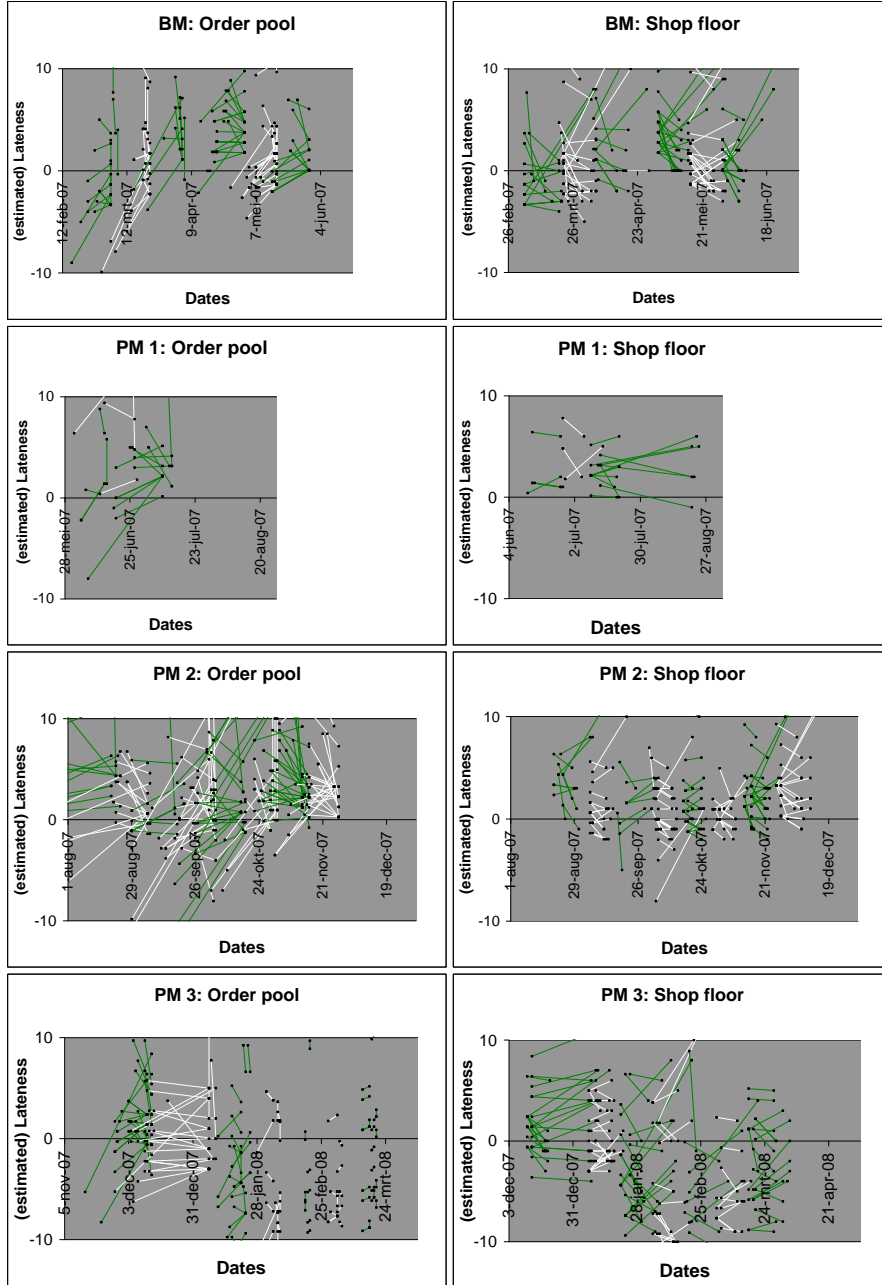 BM: Order pool
10
0
-10
(estimated) Lateness
12-feb-07
12-mrt-07
9-apr-07
7-mei-07
4-jun-07
Dates
BM: Shop floor
10
0
-10
(estimated) Lateness
26-feb-07
26-mrt-07
23-apr-07
21-mei-07
18-jun-07
Dates
PM 1: Order pool
10
0
-10
(estimated) Lateness
28-mei-07
25-jun-07
23-jul-07
20-aug-07
Dates
PM 1: Shop floor
10
0
-10
(estimated) Lateness
4-jun-07
2-jul-07
30-jul-07
27-aug-07
Dates
PM 2: Order pool
10
0
-10
(estimated) Lateness
1-aug-07
29-aug-07
26-sep-07
24-okt-07
21-nov-07
19-dec-07
Dates
PM 2: Shop floor
10
0
-10
(estimated) Lateness
1-aug-07
29-aug-07
26-sep-07
24-okt-07
21-nov-07
19-dec-07
Dates
PM 3: Order pool
10
0
-10
(estimated) Lateness
5-nov-07
3-dec-07
31-dec-07
28-jan-08
25-feb-08
24-mrt-08
Dates
PM 3: Shop floor
10
0
-10
(estimated) Lateness
3-dec-07
31-dec-07
28-jan-08
25-feb-08
24-mrt-08
21-apr-08
Dates